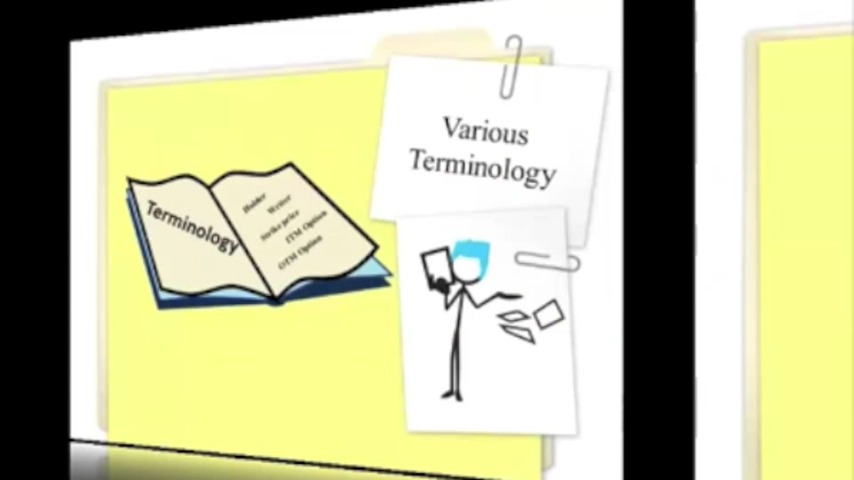 Various
Terminology
Terminology
Holder
Writer
Strike price
ITM Option
OTM Option